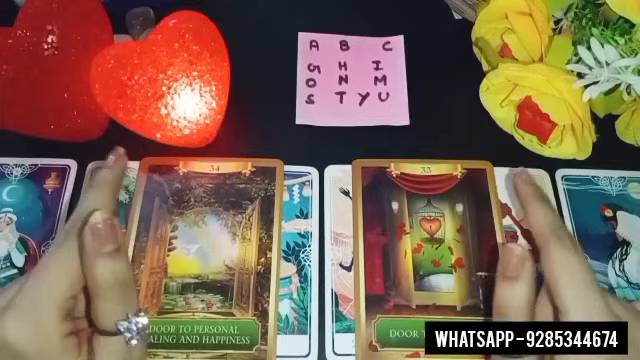 A B C
G H I
O N M
S T Y U
34
33
DOOR TO PERSONAL
HEALING AND HAPPINESS
DOOR
WHATSAPP-9285344674